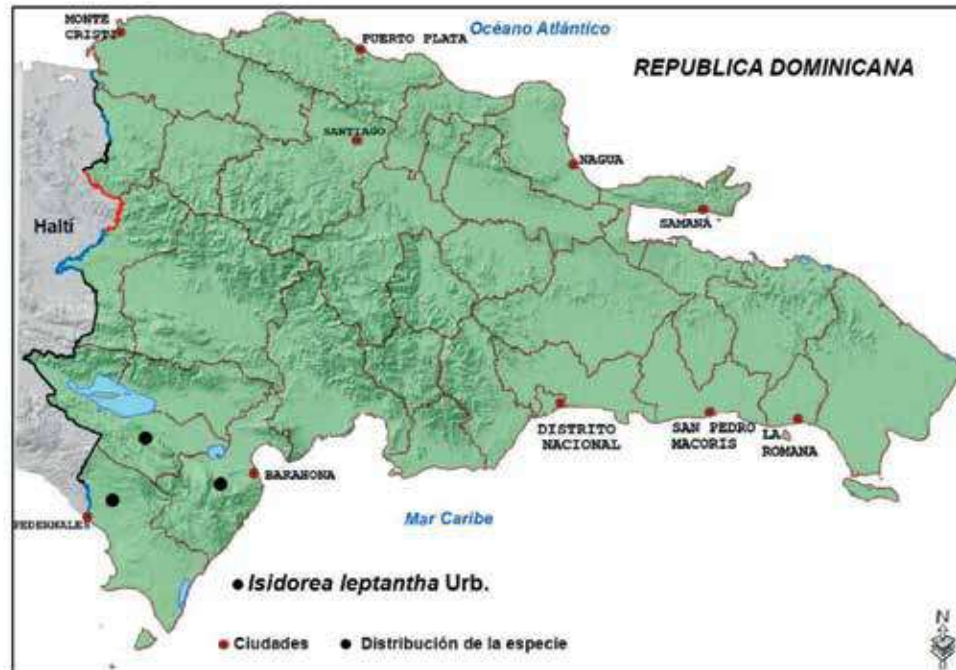 MONTE
CRISTI
PUERTO PLATA
Océano Atlántico
REPUBLICA DOMINICANA
SANTIAGO
NAGUA
SAMANÁ
Haití
DISTRITO
NACIONAL
SAN PEDRO
MACORIS
LA
ROMANA
BARAHONA
PEDERNALES
Mar Caribe
Isidorea leptantha Urb.
Ciudades
Distribución de la especie
N